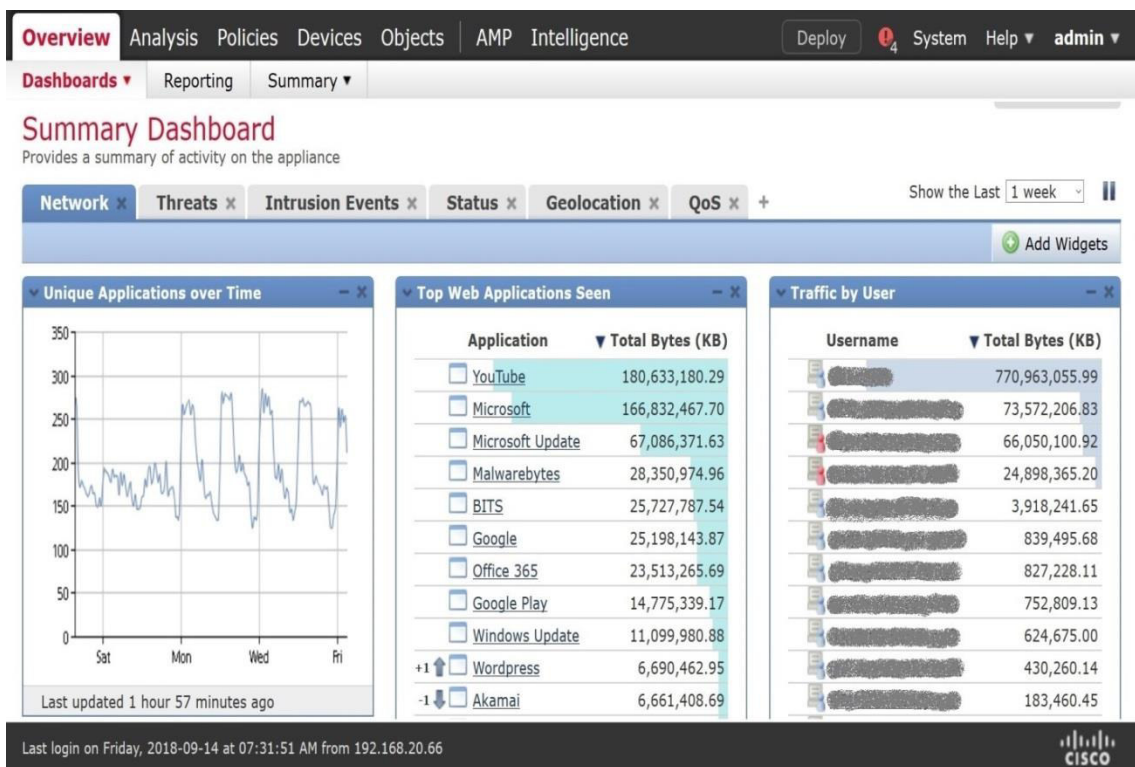 Overview Analysis Policies Devices Objects AMP Intelligence Deploy 4 System Help ▼ admin ▼
Dashboards ▼ Reporting Summary ▼
Summary Dashboard
Provides a summary of activity on the appliance
Show the Last 1 week
Network x Threats x Intrusion Events x Status x Geolocation x QoS x +
Add Widgets
Unique Applications over Time
350
300
250
200
150
100
50
0
Sat Mon Wed Fri
Last updated 1 hour 57 minutes ago
Top Web Applications Seen
Application ▼ Total Bytes (KB)
YouTube 180,633,180.29
Microsoft 166,832,467.70
Microsoft Update 67,086,371.63
Malwarebytes 28,350,974.96
BITS 25,727,787.54
Google 25,198,143.87
Office 365 23,513,265.69
Google Play 14,775,339.17
Windows Update 11,099,980.88
+1 Wordpress 6,690,462.95
-1 Akamai 6,661,408.69
Traffic by User
Username ▼ Total Bytes (KB)
770,963,055.99
73,572,206.83
66,050,100.92
24,898,365.20
3,918,241.65
839,495.68
827,228.11
752,809.13
624,675.00
430,260.14
183,460.45
Last login on Friday, 2018-09-14 at 07:31:51 AM from 192.168.20.66
CISCO